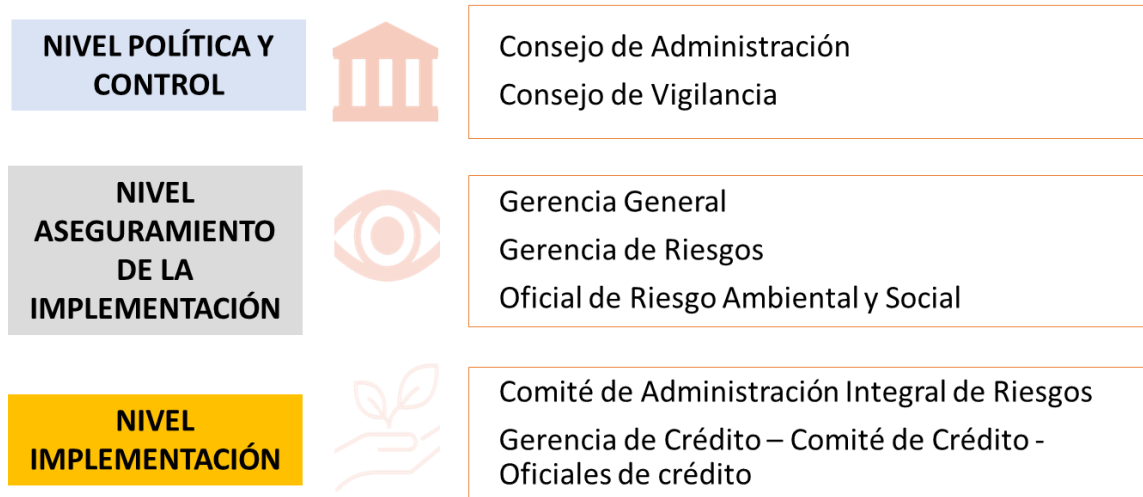 NIVEL POLÍTICA Y
CONTROL
Consejo de Administración
Consejo de Vigilancia
NIVEL
ASEGURAMIENTO
DE LA
IMPLEMENTACIÓN
Gerencia General
Gerencia de Riesgos
Oficial de Riesgo Ambiental y Social
NIVEL
IMPLEMENTACIÓN
Comité de Administración Integral de Riesgos
Gerencia de Crédito – Comité de Crédito -
Oficiales de crédito